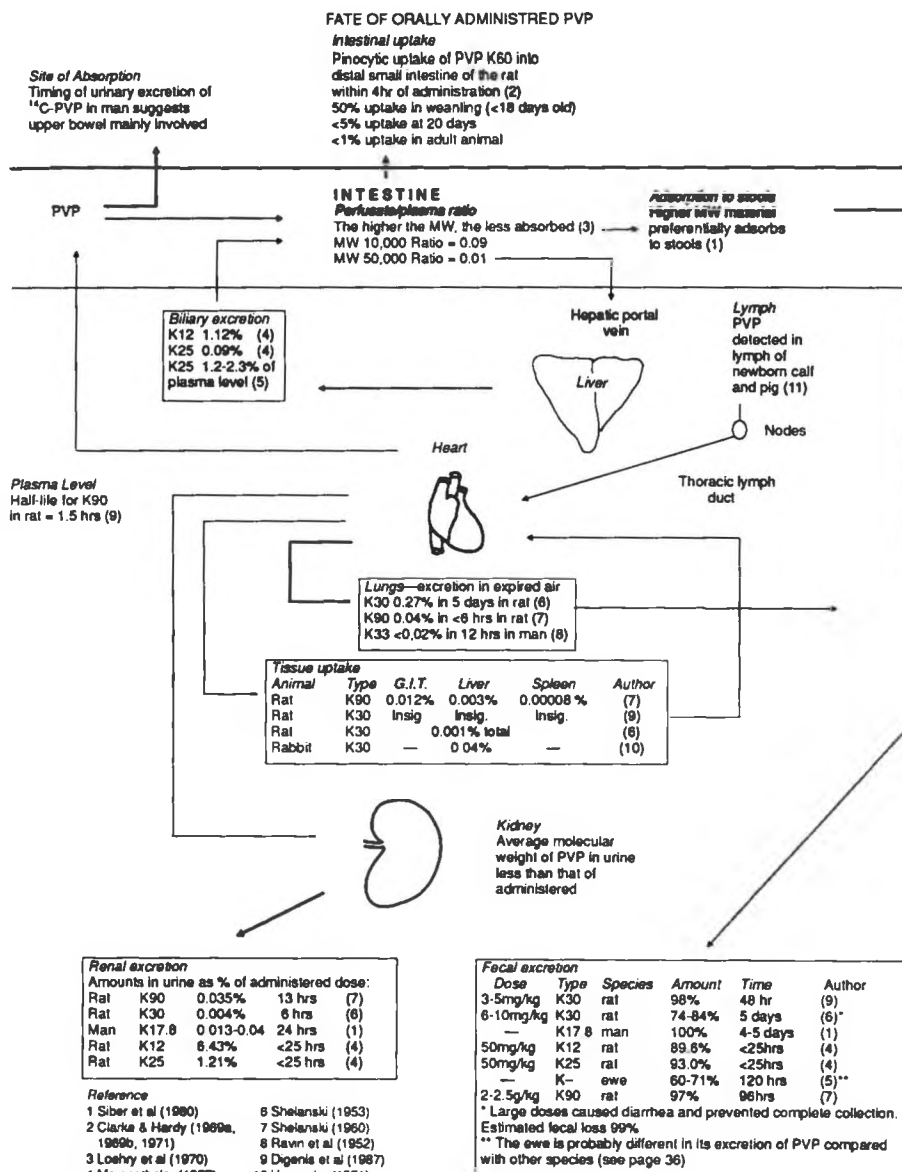 FATE OF ORALLY ADMINISTRED PVP
Intestinal uptake
Pinocytic uptake of PVP K60 into
distal small intestine of the rat
within 4hr of administration (2)
50% uptake in weanling (<18 days old)
<5% uptake at 20 days
<1% uptake in adult animal
Site of Absorption
Timing of urinary excretion of
¹⁴C-PVP in man suggests
upper bowel mainly involved
PVP
INTESTINE
Perfusate/plasma ratio
The higher the MW, the less absorbed (3)
MW 10,000 Ratio = 0.09
MW 50,000 Ratio = 0.01
Adsorption to stools
Higher MW material
preferentially adsorbs
to stools (1)
Biliary excretion
K12 1.12% (4)
K25 0.09% (4)
K25 1.2-2.3% of
plasma level (5)
Hepatic portal
vein
Liver
Lymph
PVP
detected in
lymph of
newborn calf
and pig (11)
Nodes
Heart
Thoracic lymph
duct
Plasma Level
Half-life for K90
in rat = 1.5 hrs (9)
Lungs—excretion in expired air
K30 0.27% in 5 days in rat (6)
K90 0.04% in <6 hrs in rat (7)
K33 <0.02% in 12 hrs in man (8)
Tissue uptake
Animal Type G.I.T. Liver Spleen Author
Rat K90 0.012% 0.003% 0.00008 % (7)
Rat K30 Insig Insig. Insig. (9)
Rat K30 0.001% total (6)
Rabbit K30 — 0 04% — (10)
Kidney
Average molecular
weight of PVP in urine
less than that of
administered
Renal excretion
Amounts in urine as % of administered dose:
Rat K90 0.035% 13 hrs (7)
Rat K30 0.004% 6 hrs (6)
Man K17.8 0 013-0.04 24 hrs (1)
Rat K12 6.43% <25 hrs (4)
Rat K25 1.21% <25 hrs (4)
Fecal excretion
Dose Type Species Amount Time Author
3-5mg/kg K30 rat 98% 48 hr (9)
6-10mg/kg K30 rat 74-84% 5 days (6)*
— K17 8 man 100% 4-5 days (1)
50mg/kg K12 rat 89.6% <25hrs (4)
50mg/kg K25 rat 93.0% <25hrs (4)
— K– ewe 60-71% 120 hrs (5)**
2-2.5g/kg K90 rat 97% 96hrs (7)
* Large doses caused diarrhea and prevented complete collection.
Estimated fecal loss 99%
** The ewe is probably different in its excretion of PVP compared
with other species (see page 36)
Reference
1 Siber et al (1980)
2 Clarke & Hardy (1969a,
1969b, 1971)
3 Loehry et al (1970)
6 Shelanski (1953)
7 Shelanski (1960)
8 Ravin et al (1952)
9 Digenis et al (1987)